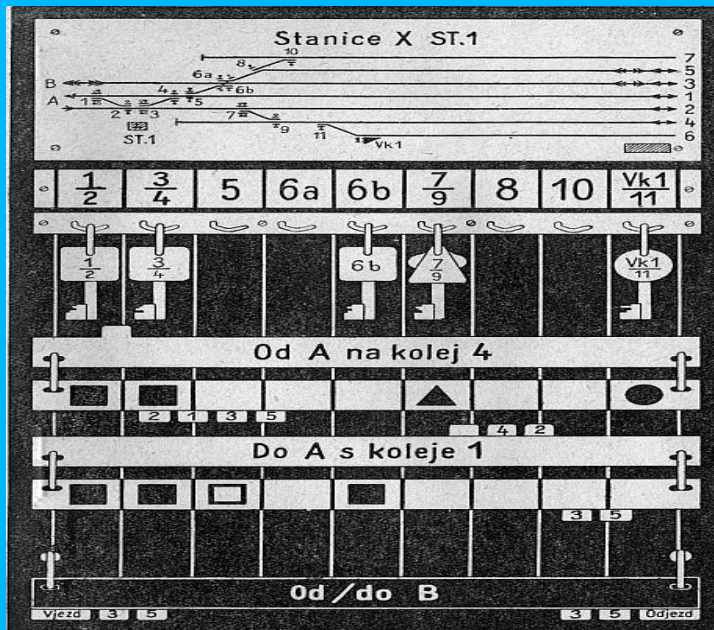 Stanice X ST.1
10
7
8
5
6a
B
3
4
6b
1
A
1
5
2
2
3
7
4
ST.1
9
11
6
Vk1
1/2 3/4 5 6a 6b 7/9 8 10 Vk1/11
1/2 3/4 6b 7/9 Vk1/11
Od A na kolej 4
2 1 3 5
4 2
Do A s koleje 1
3 5
Od/do B
Vjezd 3 5 3 5 Odjezd